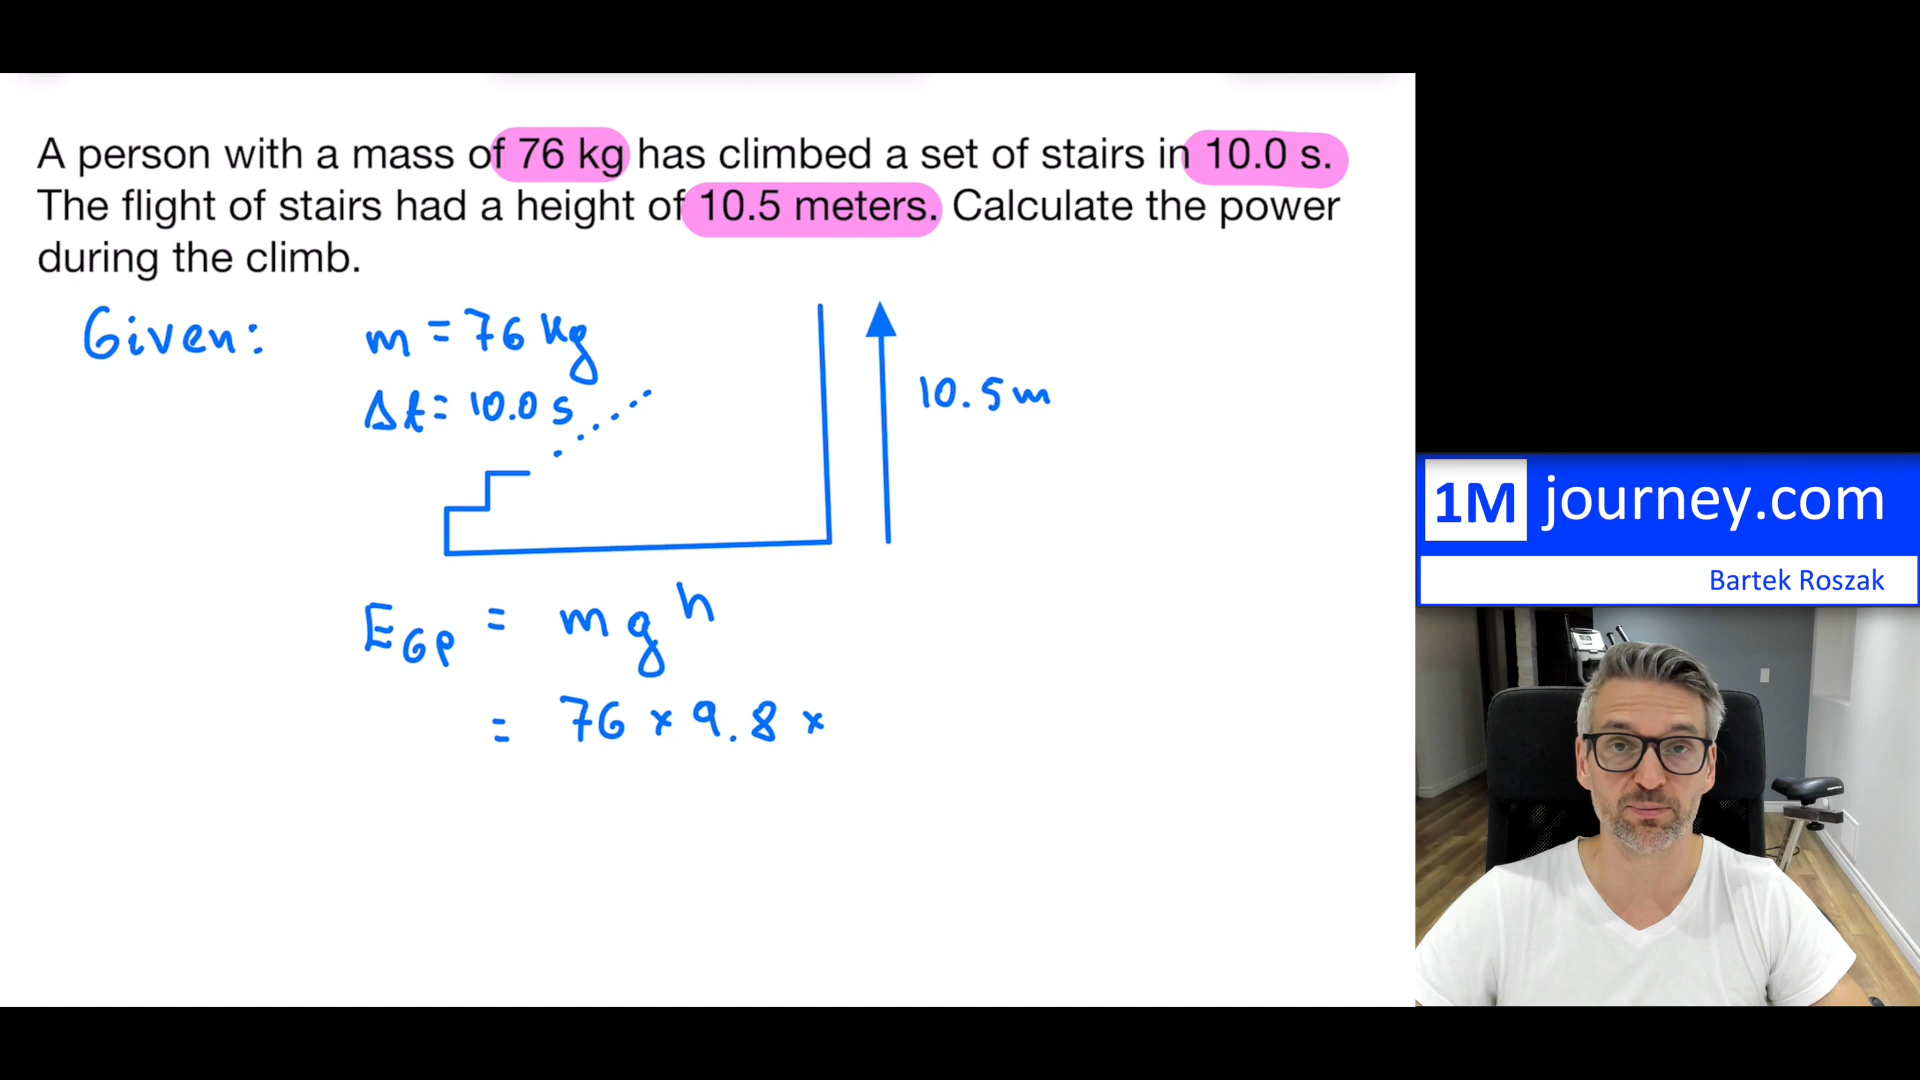 A person with a mass of 76 kg has climbed a set of stairs in 10.0 s.
The flight of stairs had a height of 10.5 meters. Calculate the power
during the climb.
Given: m = 76 kg
Δt = 10.0 s
10.5 m
E_GP = mgh
= 76 × 9.8 ×
1M journey.com
Bartek Roszak